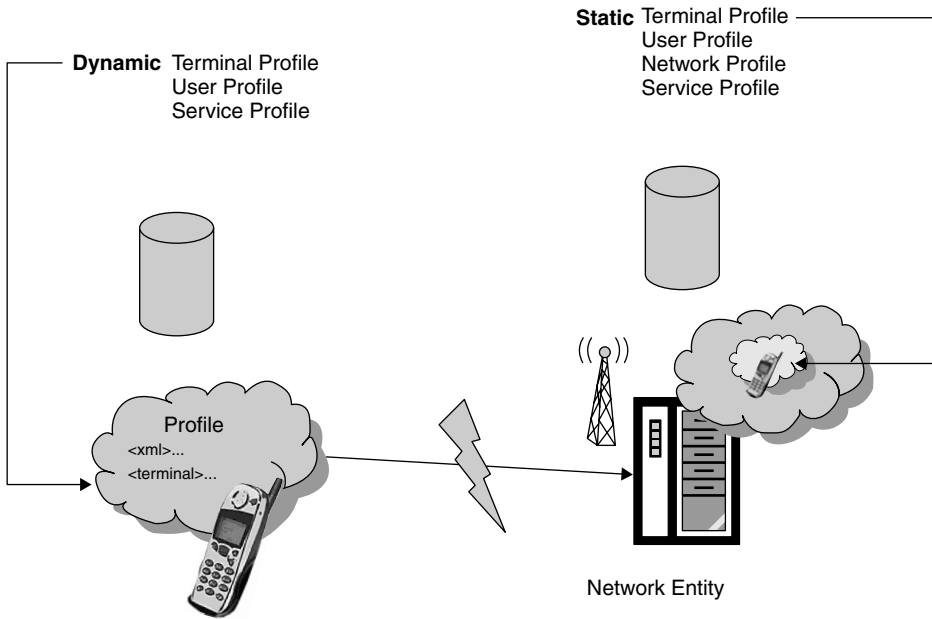 Static Terminal Profile
User Profile
Network Profile
Service Profile
Dynamic Terminal Profile
User Profile
Service Profile
Profile
<xml>...
<terminal>...
Network Entity